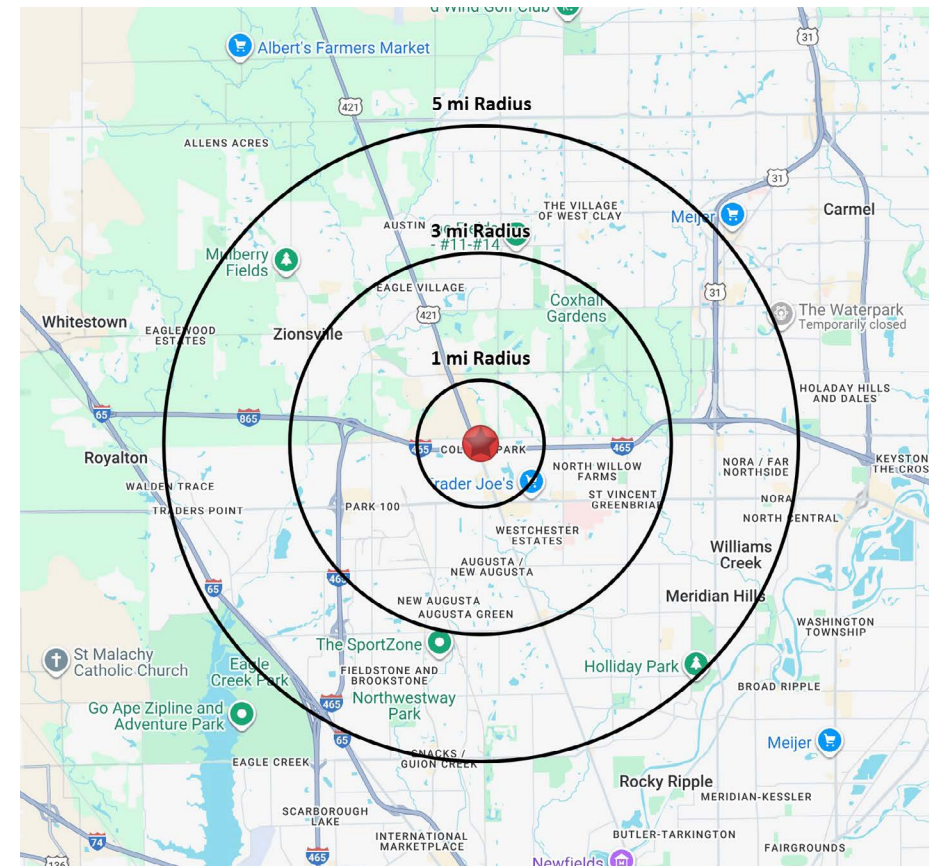 d Wind Golf Club
31
Albert's Farmers Market
421
5 mi Radius
ALLENS ACRES
31
THE VILLAGE
OF WEST CLAY
Meijer
Carmel
AUSTIN
3 mi Radius
- #11-#14
Mulberry
Fields
EAGLE VILLAGE
31
Coxhall
Gardens
421
The Waterpark
Temporarily closed
Whitestown
EAGLEWOOD
ESTATES
Zionsville
1 mi Radius
HOLADAY HILLS
AND DALES
65
865
465
COL
PARK
465
Royalton
NORTH WILLOW
FARMS
NORA / FAR
NORTHSIDE
KEYSTON
THE CROS
Trader Joe's
WALDEN TRACE
ST VINCENT
GREENBRIAR
NORA
TRADERS POINT
PARK 100
NORTH CENTRAL
WESTCHESTER
ESTATES
Williams
Creek
AUGUSTA /
NEW AUGUSTA
465
65
Meridian Hills
NEW AUGUSTA
AUGUSTA GREEN
WASHINGTON
TOWNSHIP
The SportZone
St Malachy
Catholic Church
Eagle
Creek Park
FIELDSTONE AND
BROOKSTONE
Holliday Park
BROAD RIPPLE
Go Ape Zipline and
Adventure Park
465
Northwestway
Park
65
Meijer
EAGLE CREEK
SNACKS /
GUION CREEK
Rocky Ripple
MERIDIAN-KESSLER
SCARBOROUGH
LAKE
74
INTERNATIONAL
MARKETPLACE
BUTLER-TARKINGTON
FAIRGROUNDS
465
136
Newfields